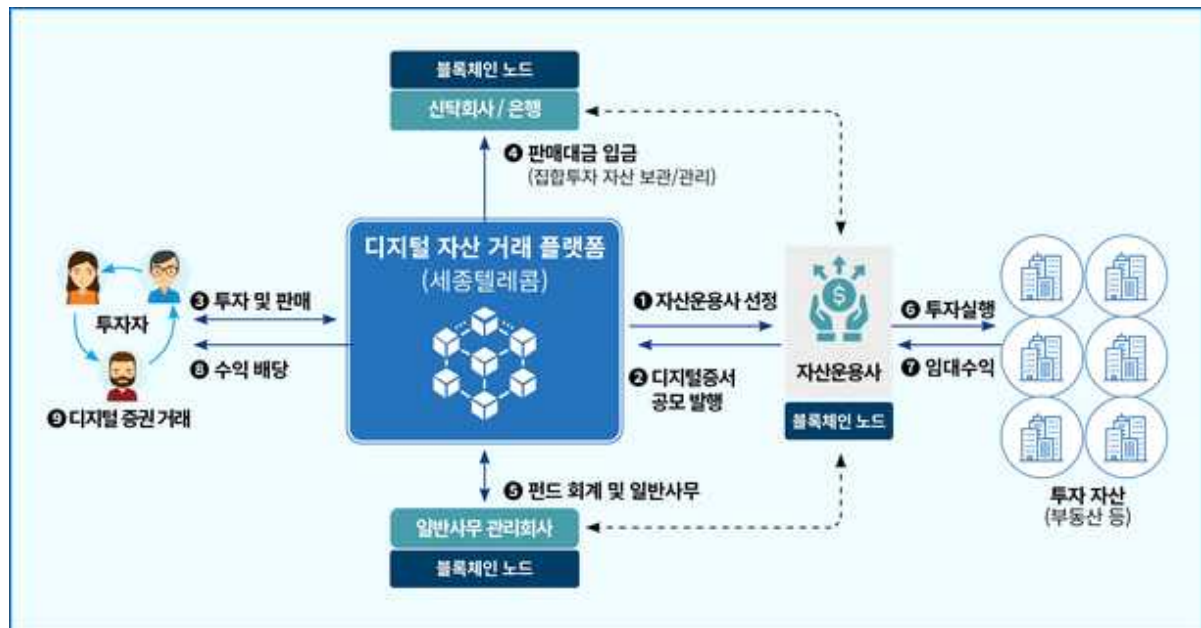 블록체인 노드
신탁회사 / 은행
❹ 판매대금 입금
(집합투자 자산 보관/관리)
디지털 자산 거래 플랫폼
(세종텔레콤)
투자자
❸ 투자 및 판매
❽ 수익 배당
❾ 디지털 증권 거래
❶ 자산운용사 선정
❷ 디지털증서
공모 발행
$
자산운용사
블록체인 노드
❻ 투자실행
❼ 임대수익
투자 자산
(부동산 등)
❺ 펀드 회계 및 일반사무
일반사무 관리회사
블록체인 노드